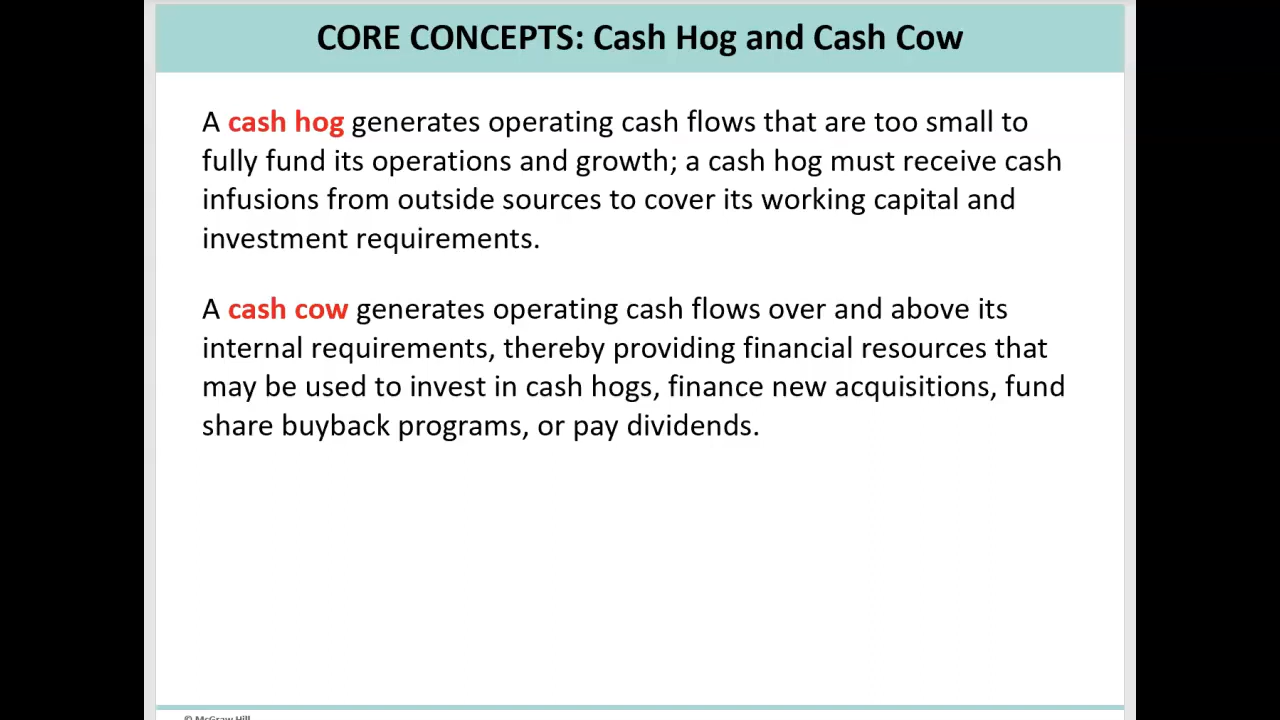 CORE CONCEPTS: Cash Hog and Cash Cow
A cash hog generates operating cash flows that are too small to
fully fund its operations and growth; a cash hog must receive cash
infusions from outside sources to cover its working capital and
investment requirements.
A cash cow generates operating cash flows over and above its
internal requirements, thereby providing financial resources that
may be used to invest in cash hogs, finance new acquisitions, fund
share buyback programs, or pay dividends.
© McGraw Hill